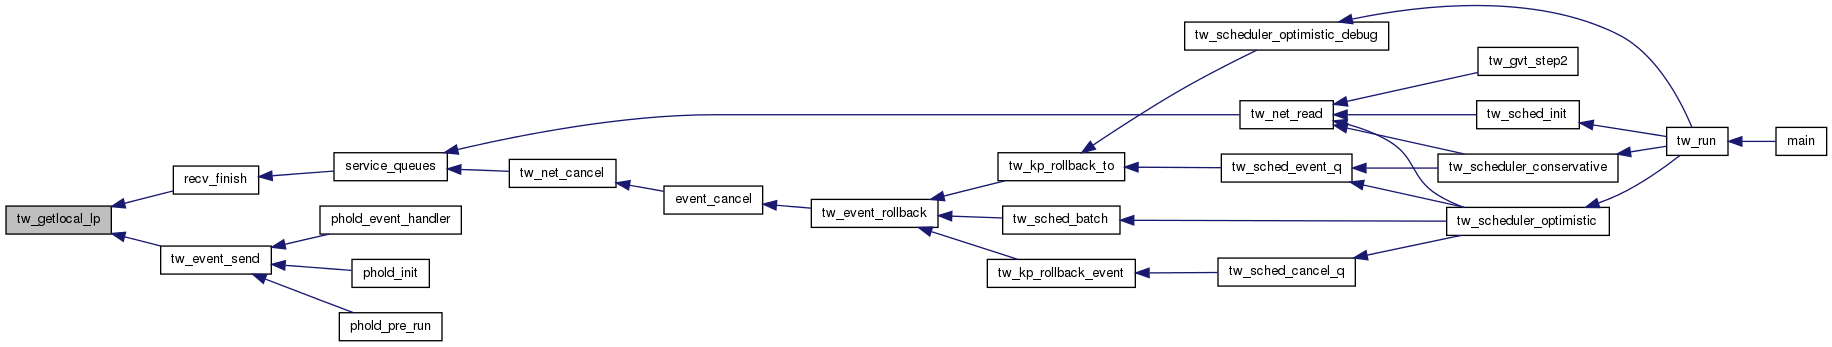 tw_scheduler_optimistic_debug
tw_gvt_step2
tw_net_read
tw_sched_init
tw_run
main
service_queues
tw_kp_rollback_to
tw_sched_event_q
tw_scheduler_conservative
recv_finish
tw_net_cancel
event_cancel
tw_getlocal_lp
phold_event_handler
tw_event_rollback
tw_sched_batch
tw_scheduler_optimistic
tw_event_send
phold_init
tw_kp_rollback_event
tw_sched_cancel_q
phold_pre_run